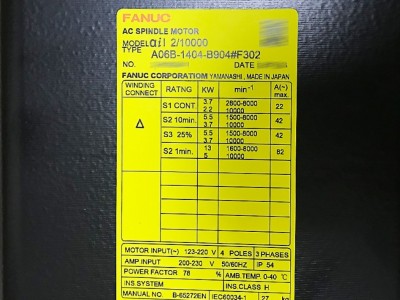 FANUC
AC SPINDLE MOTOR
MODEL αiI 2/10000
TYPE A06B-1404-B904#F302
NO. DATE
FANUC CORPORATIOM YAMANASHI, MADE IN JAPAN
WINDING CONNECT RATNG KW min⁻¹ A(~) max.
Δ
S1 CONT. 3.7 2800-6000 22
2.2 10000
S2 10min. 5.5 1500-6000 42
3.7 10000
S3 25% 5.5 1500-6000 42
3.7 10000
S2 1min. 13 1600-6000 82
5 10000
MOTOR INPUT(~) 123-220 V 4 POLES 3 PHASES
AMP INPUT 200-230 V 50/60HZ IP 54
POWER FACTOR 78 % AMB.TEMP. 0-40 ℃
INS SYSTEM INS.CLASS H
MANUAL NO. B-65272EN IEC60034-1 27 kg